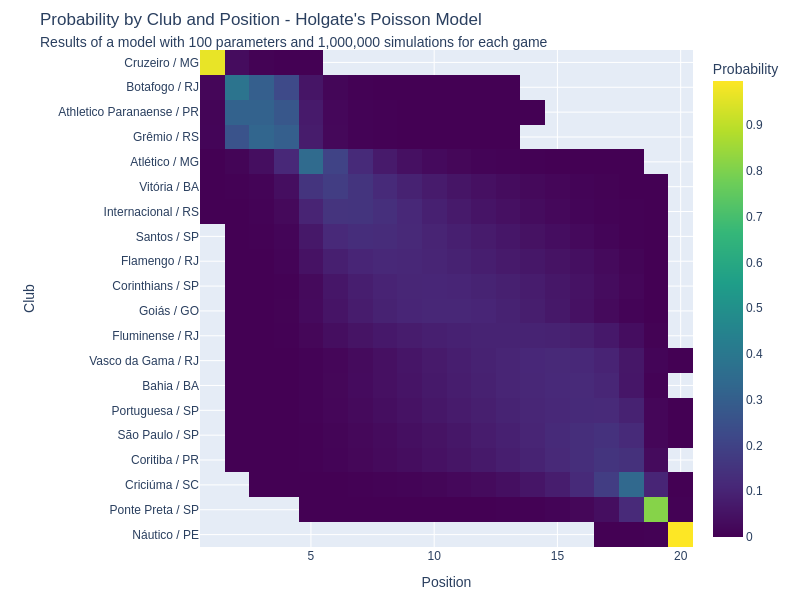 Probability by Club and Position - Holgate's Poisson Model
Results of a model with 100 parameters and 1,000,000 simulations for each game
Probability
Club
Cruzeiro / MG
Botafogo / RJ
Athletico Paranaense / PR
Grêmio / RS
Atlético / MG
Vitória / BA
Internacional / RS
Santos / SP
Flamengo / RJ
Corinthians / SP
Goiás / GO
Fluminense / RJ
Vasco da Gama / RJ
Bahia / BA
Portuguesa / SP
São Paulo / SP
Coritiba / PR
Criciúma / SC
Ponte Preta / SP
Náutico / PE
0.9
0.8
0.7
0.6
0.5
0.4
0.3
0.2
0.1
0
5
10
15
20
Position